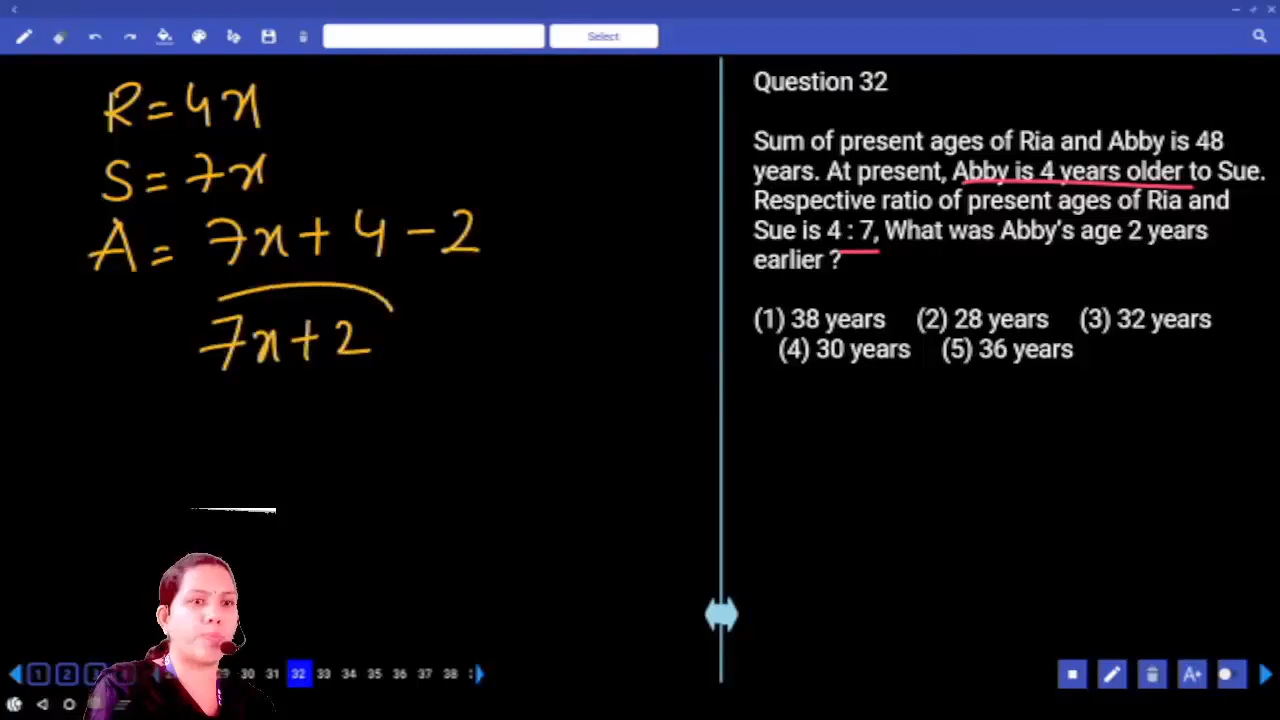 Select
R = 4x
S = 7x
A = 7x + 4 - 2
7x + 2
Question 32
Sum of present ages of Ria and Abby is 48
years. At present, Abby is 4 years older to Sue.
Respective ratio of present ages of Ria and
Sue is 4 : 7, What was Abby's age 2 years
earlier ?
(1) 38 years (2) 28 years (3) 32 years
(4) 30 years (5) 36 years
1 2 3 30 31 32 33 34 35 36 37 38
A+